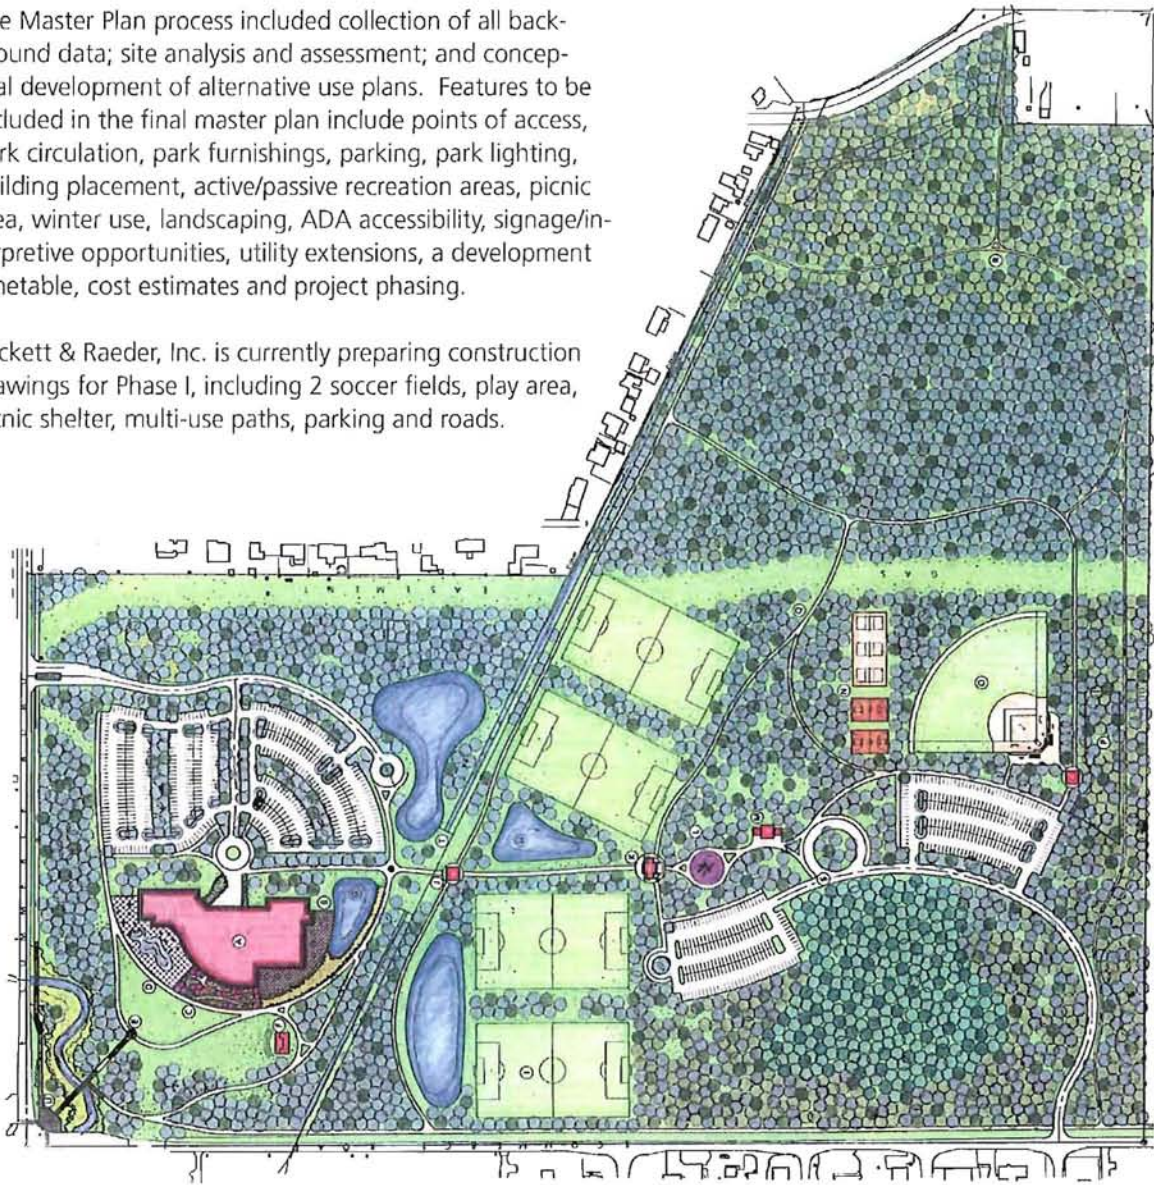 e Master Plan process included collection of all back-
ound data; site analysis and assessment; and concep-
al development of alternative use plans. Features to be
cluded in the final master plan include points of access,
rk circulation, park furnishings, parking, park lighting,
ilding placement, active/passive recreation areas, picnic
ea, winter use, landscaping, ADA accessibility, signage/in-
rpretive opportunities, utility extensions, a development
metable, cost estimates and project phasing.
ckett & Raeder, Inc. is currently preparing construction
awings for Phase I, including 2 soccer fields, play area,
cnic shelter, multi-use paths, parking and roads.
GAS
EASEMENT